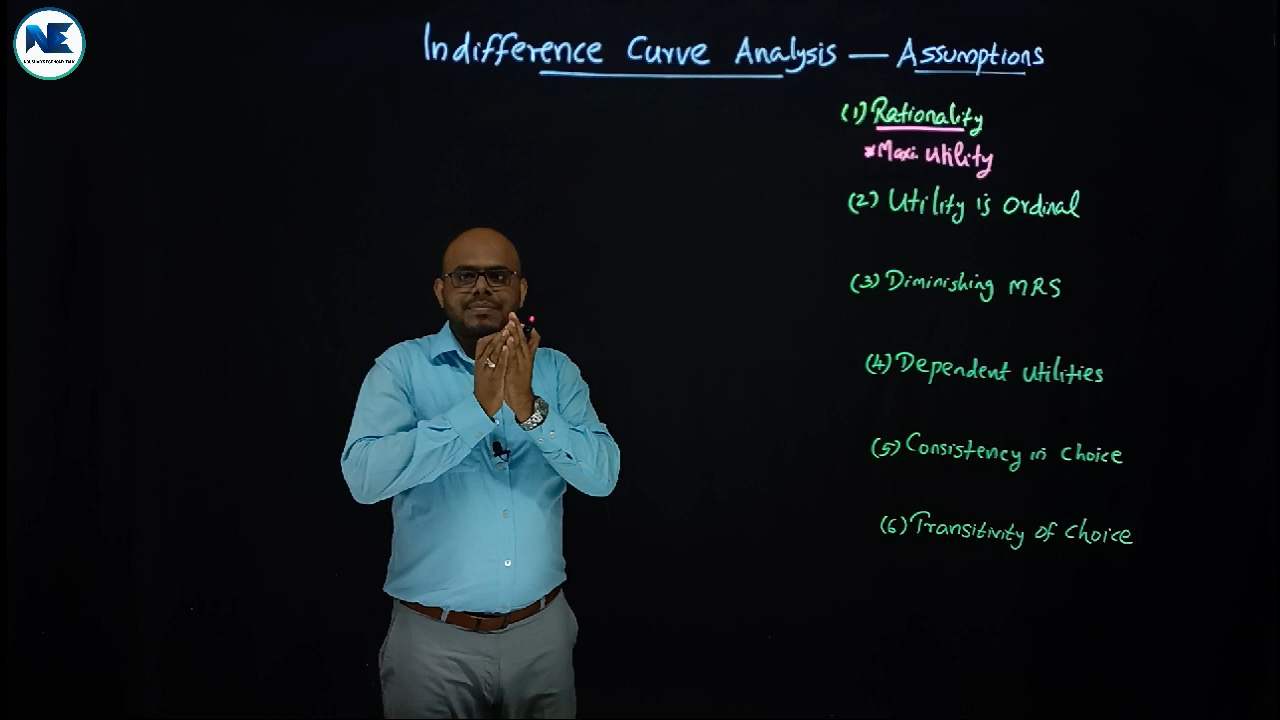 NE
Indifference Curve Analysis — Assumptions
(1) Rationality
*Maxi. Utility
(2) Utility is Ordinal
(3) Diminishing MRS
(4) Dependent utilities
(5) Consistency in choice
(6) Transitivity of choice